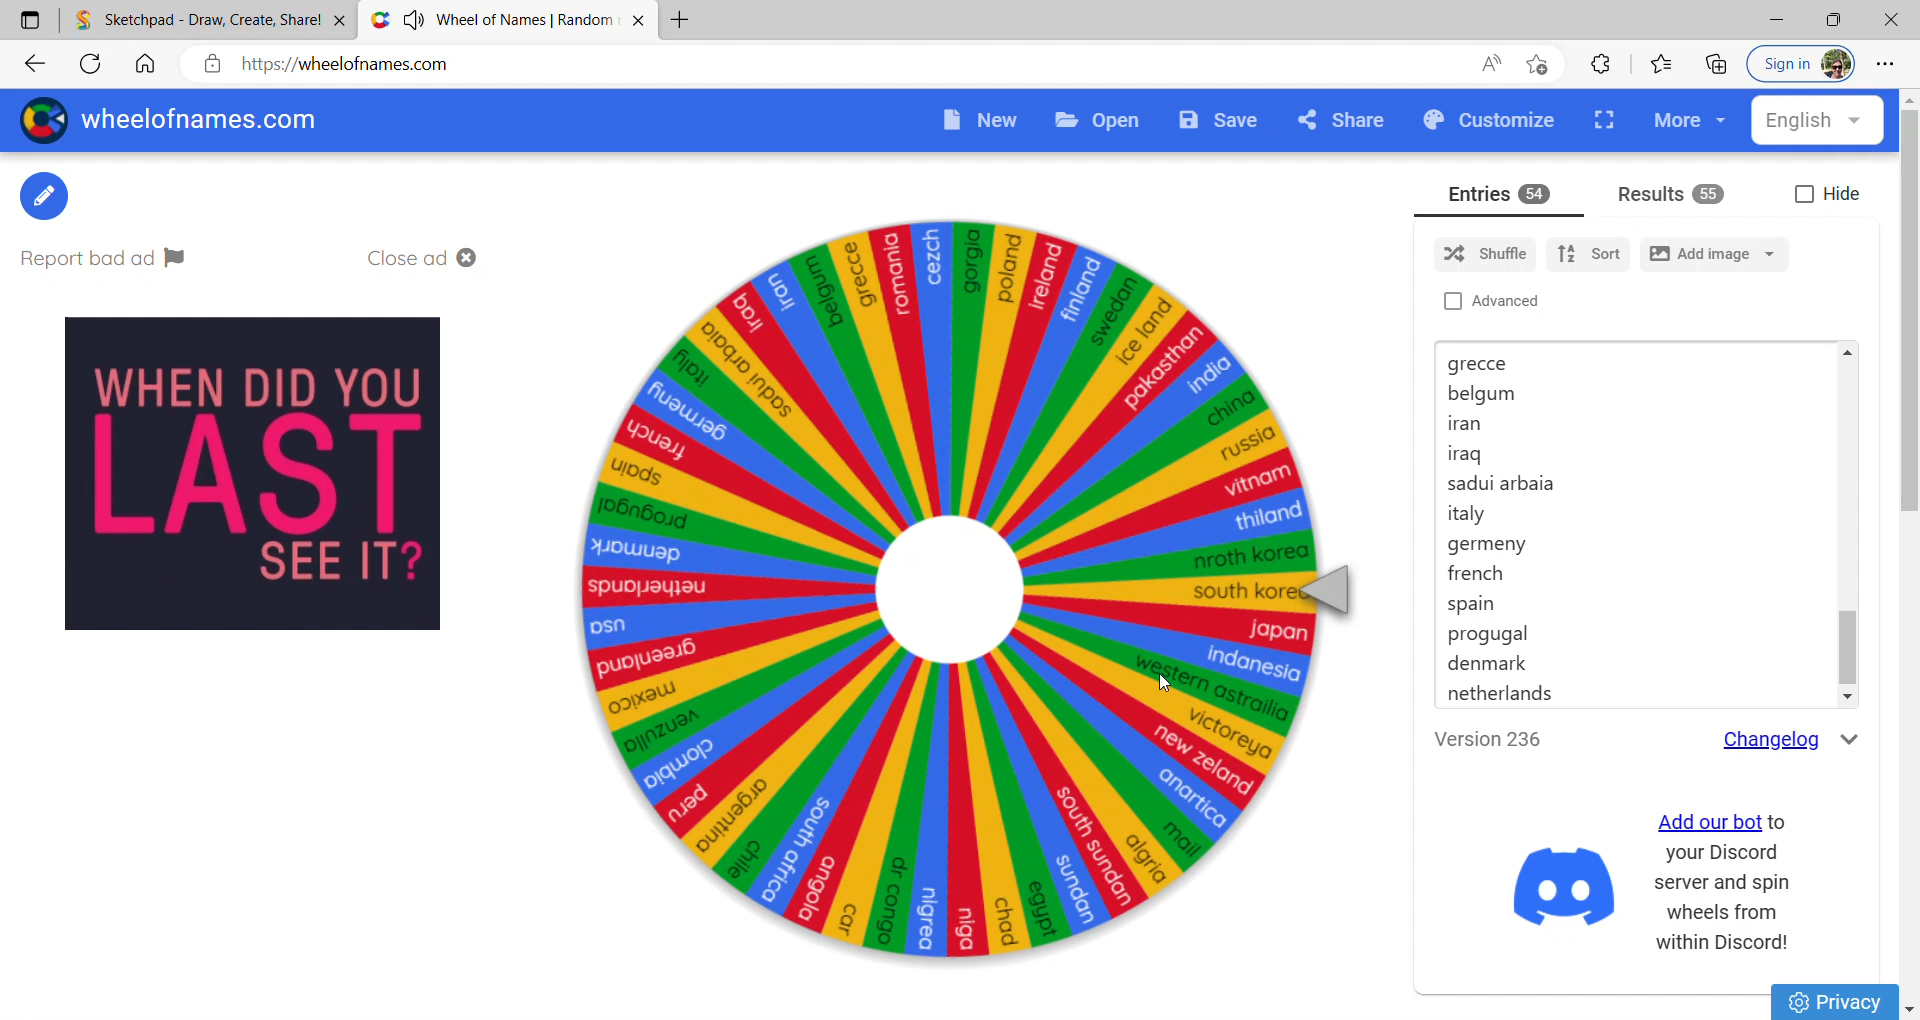 Sketchpad - Draw, Create, Share!
Wheel of Names | Random
https://wheelofnames.com
Sign in
wheelofnames.com
New
Open
Save
Share
Customize
More
English
Report bad ad
Close ad
WHEN DID YOU
LAST
SEE IT?
gorgia
poland
ireland
finland
swedan
ice land
pakasthan
india
china
russia
vitnam
thiland
nroth korea
south korea
japan
indanesia
western astrailia
victoreya
new zeland
anartica
mail
algria
south sundan
sundan
egypt
chad
niga
nigrea
dr congo
car
angola
south africa
chile
argentina
peru
clombia
venzulla
mexico
greenland
usa
netherlands
denmark
progugal
spain
french
germeny
italy
sadui arbaia
iraq
iran
belgum
grecce
romania
cezch
Entries 54
Results 55
Hide
Shuffle
Sort
Add image
Advanced
grecce
belgum
iran
iraq
sadui arbaia
italy
germeny
french
spain
progugal
denmark
netherlands
Version 236
Changelog
Add our bot to
your Discord
server and spin
wheels from
within Discord!
Privacy